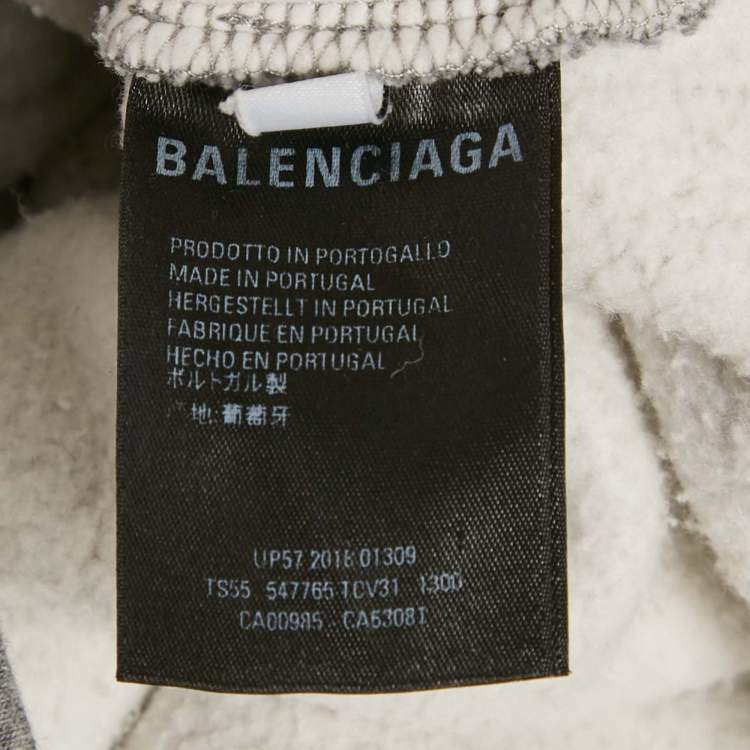 BALENCIAGA
PRODOTTO IN PORTOGALLO
MADE IN PORTUGAL
HERGESTELLT IN PORTUGAL
FABRIQUE EN PORTUGAL
HECHO EN PORTUGAL
ポルトガル製
地:葡萄牙
UP57 2018 01309
TS55 547765 TCV31 1300
CA00985 - CA53081